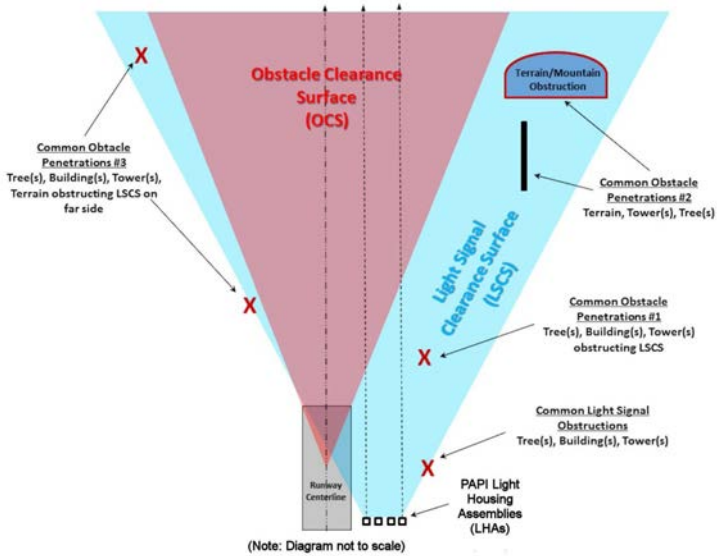 Obstacle Clearance
Surface
(OCS)
Terrain/Mountain
Obstruction
Common Obtacle
Penetrations #3
Tree(s), Building(s), Tower(s),
Terrain obstructing LSCS on
far side
X
X
Common Obstacle
Penetrations #2
Terrain, Tower(s), Tree(s)
Light Signal
Clearance Surface
(LSCS)
Common Obstacle
Penetrations #1
Tree(s), Building(s), Tower(s)
obstructing LSCS
X
Common Light Signal
Obstructions
Tree(s), Building(s), Tower(s)
X
Runway
Centerline
PAPI Light
Housing
Assemblies
(LHAs)
(Note: Diagram not to scale)